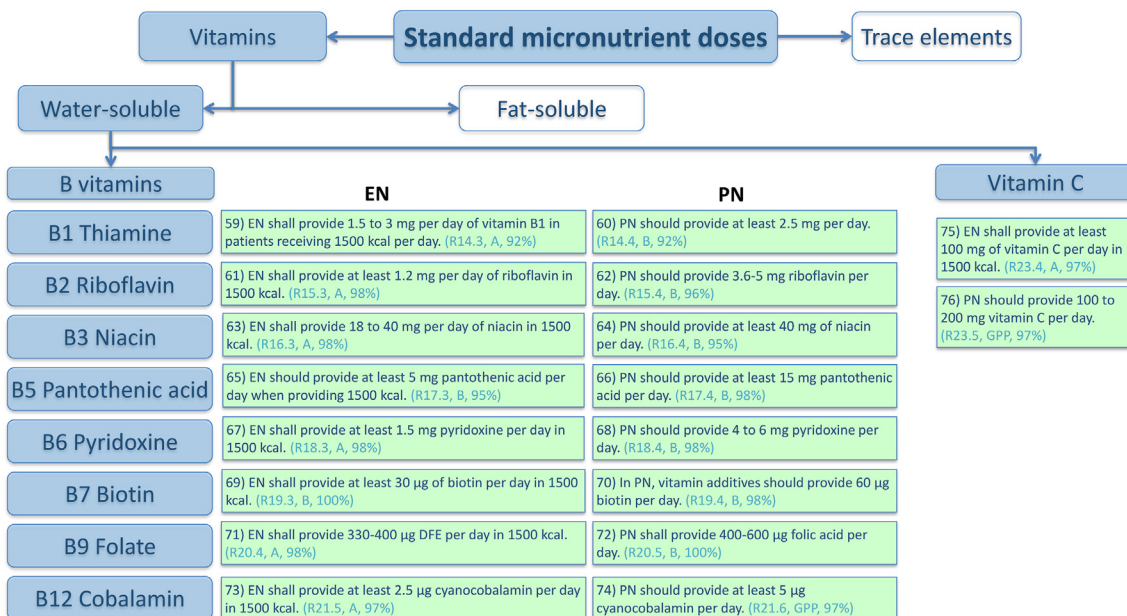 Vitamins
Standard micronutrient doses
Trace elements
Water-soluble
Fat-soluble
B vitamins
EN
PN
Vitamin C
B1 Thiamine
59) EN shall provide 1.5 to 3 mg per day of vitamin B1 in
patients receiving 1500 kcal per day. (R14.3, A, 92%)
60) PN should provide at least 2.5 mg per day.
(R14.4, B, 92%)
75) EN shall provide at least
100 mg of vitamin C per day in
1500 kcal. (R23.4, A, 97%)
B2 Riboflavin
61) EN shall provide at least 1.2 mg per day of riboflavin in
1500 kcal. (R15.3, A, 98%)
62) PN should provide 3.6-5 mg riboflavin per
day. (R15.4, B, 96%)
76) PN should provide 100 to
200 mg vitamin C per day.
(R23.5, GPP, 97%)
B3 Niacin
63) EN shall provide 18 to 40 mg per day of niacin in 1500
kcal. (R16.3, A, 98%)
64) PN should provide at least 40 mg of niacin
per day. (R16.4, B, 95%)
B5 Pantothenic acid
65) EN should provide at least 5 mg pantothenic acid per
day when providing 1500 kcal. (R17.3, B, 95%)
66) PN should provide at least 15 mg pantothenic
acid per day. (R17.4, B, 98%)
B6 Pyridoxine
67) EN shall provide at least 1.5 mg pyridoxine per day in
1500 kcal. (R18.3, A, 98%)
68) PN should provide 4 to 6 mg pyridoxine per
day. (R18.4, B, 98%)
B7 Biotin
69) EN shall provide at least 30 µg of biotin per day in 1500
kcal. (R19.3, B, 100%)
70) In PN, vitamin additives should provide 60 µg
biotin per day. (R19.4, B, 98%)
B9 Folate
71) EN shall provide 330-400 µg DFE per day in 1500 kcal.
(R20.4, A, 98%)
72) PN shall provide 400-600 µg folic acid per
day. (R20.5, B, 100%)
B12 Cobalamin
73) EN shall provide at least 2.5 µg cyanocobalamin per day
in 1500 kcal. (R21.5, A, 97%)
74) PN should provide at least 5 µg
cyanocobalamin per day. (R21.6, GPP, 97%)